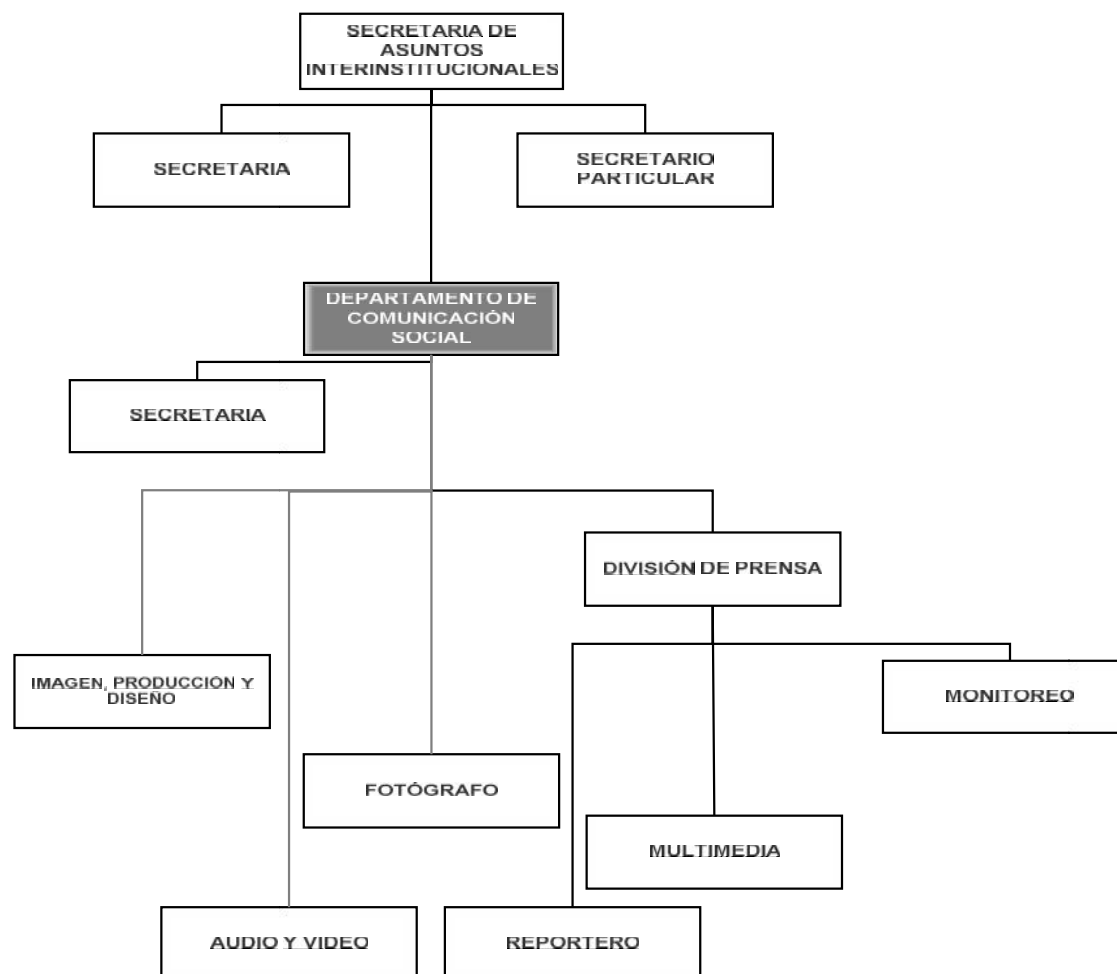 SECRETARIA DE
ASUNTOS
INTERINSTITUCIONALES
SECRETARIA
SECRETARIO
PARTICULAR
DEPARTAMENTO DE
COMUNICACIÓN
SOCIAL
SECRETARIA
DIVISIÓN DE PRENSA
IMAGEN, PRODUCCION Y
DISEÑO
MONITOREO
FOTÓGRAFO
MULTIMEDIA
AUDIO Y VIDEO
REPORTERO